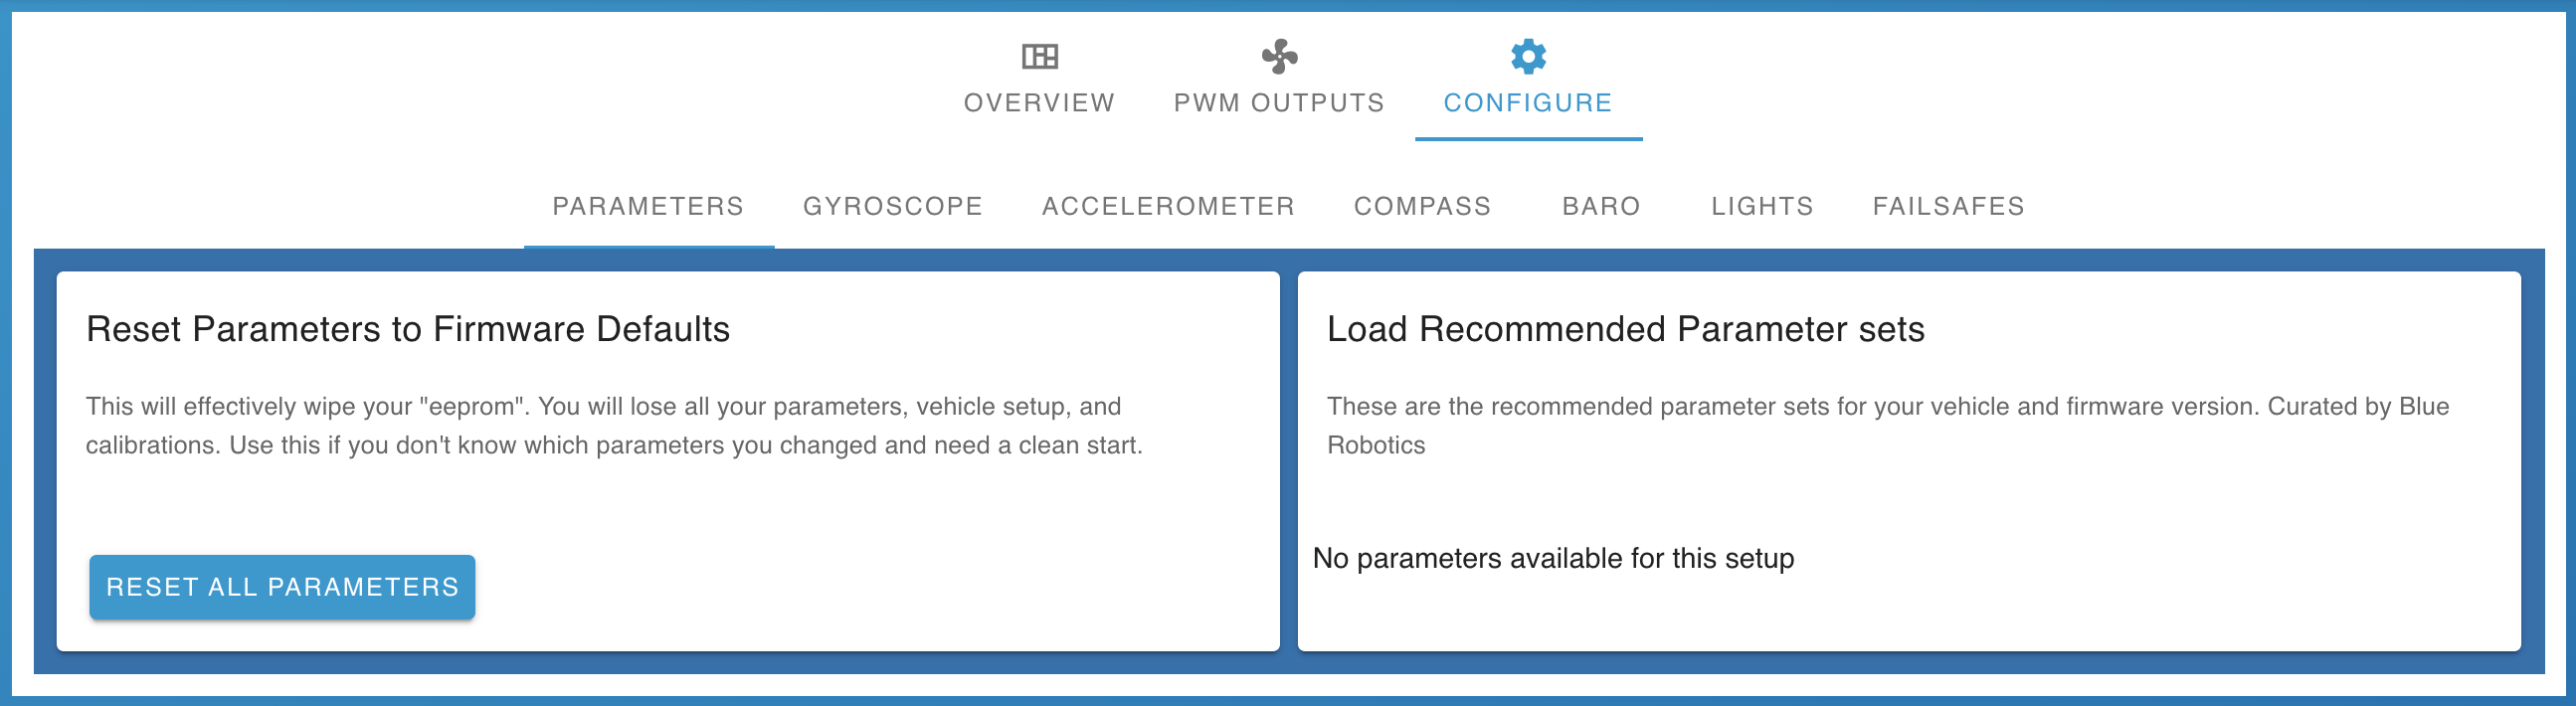 OVERVIEW
PWM OUTPUTS
CONFIGURE
PARAMETERS
GYROSCOPE
ACCELEROMETER
COMPASS
BARO
LIGHTS
FAILSAFES
Reset Parameters to Firmware Defaults
This will effectively wipe your "eeprom". You will lose all your parameters, vehicle setup, and
calibrations. Use this if you don't know which parameters you changed and need a clean start.
RESET ALL PARAMETERS
Load Recommended Parameter sets
These are the recommended parameter sets for your vehicle and firmware version. Curated by Blue
Robotics
No parameters available for this setup